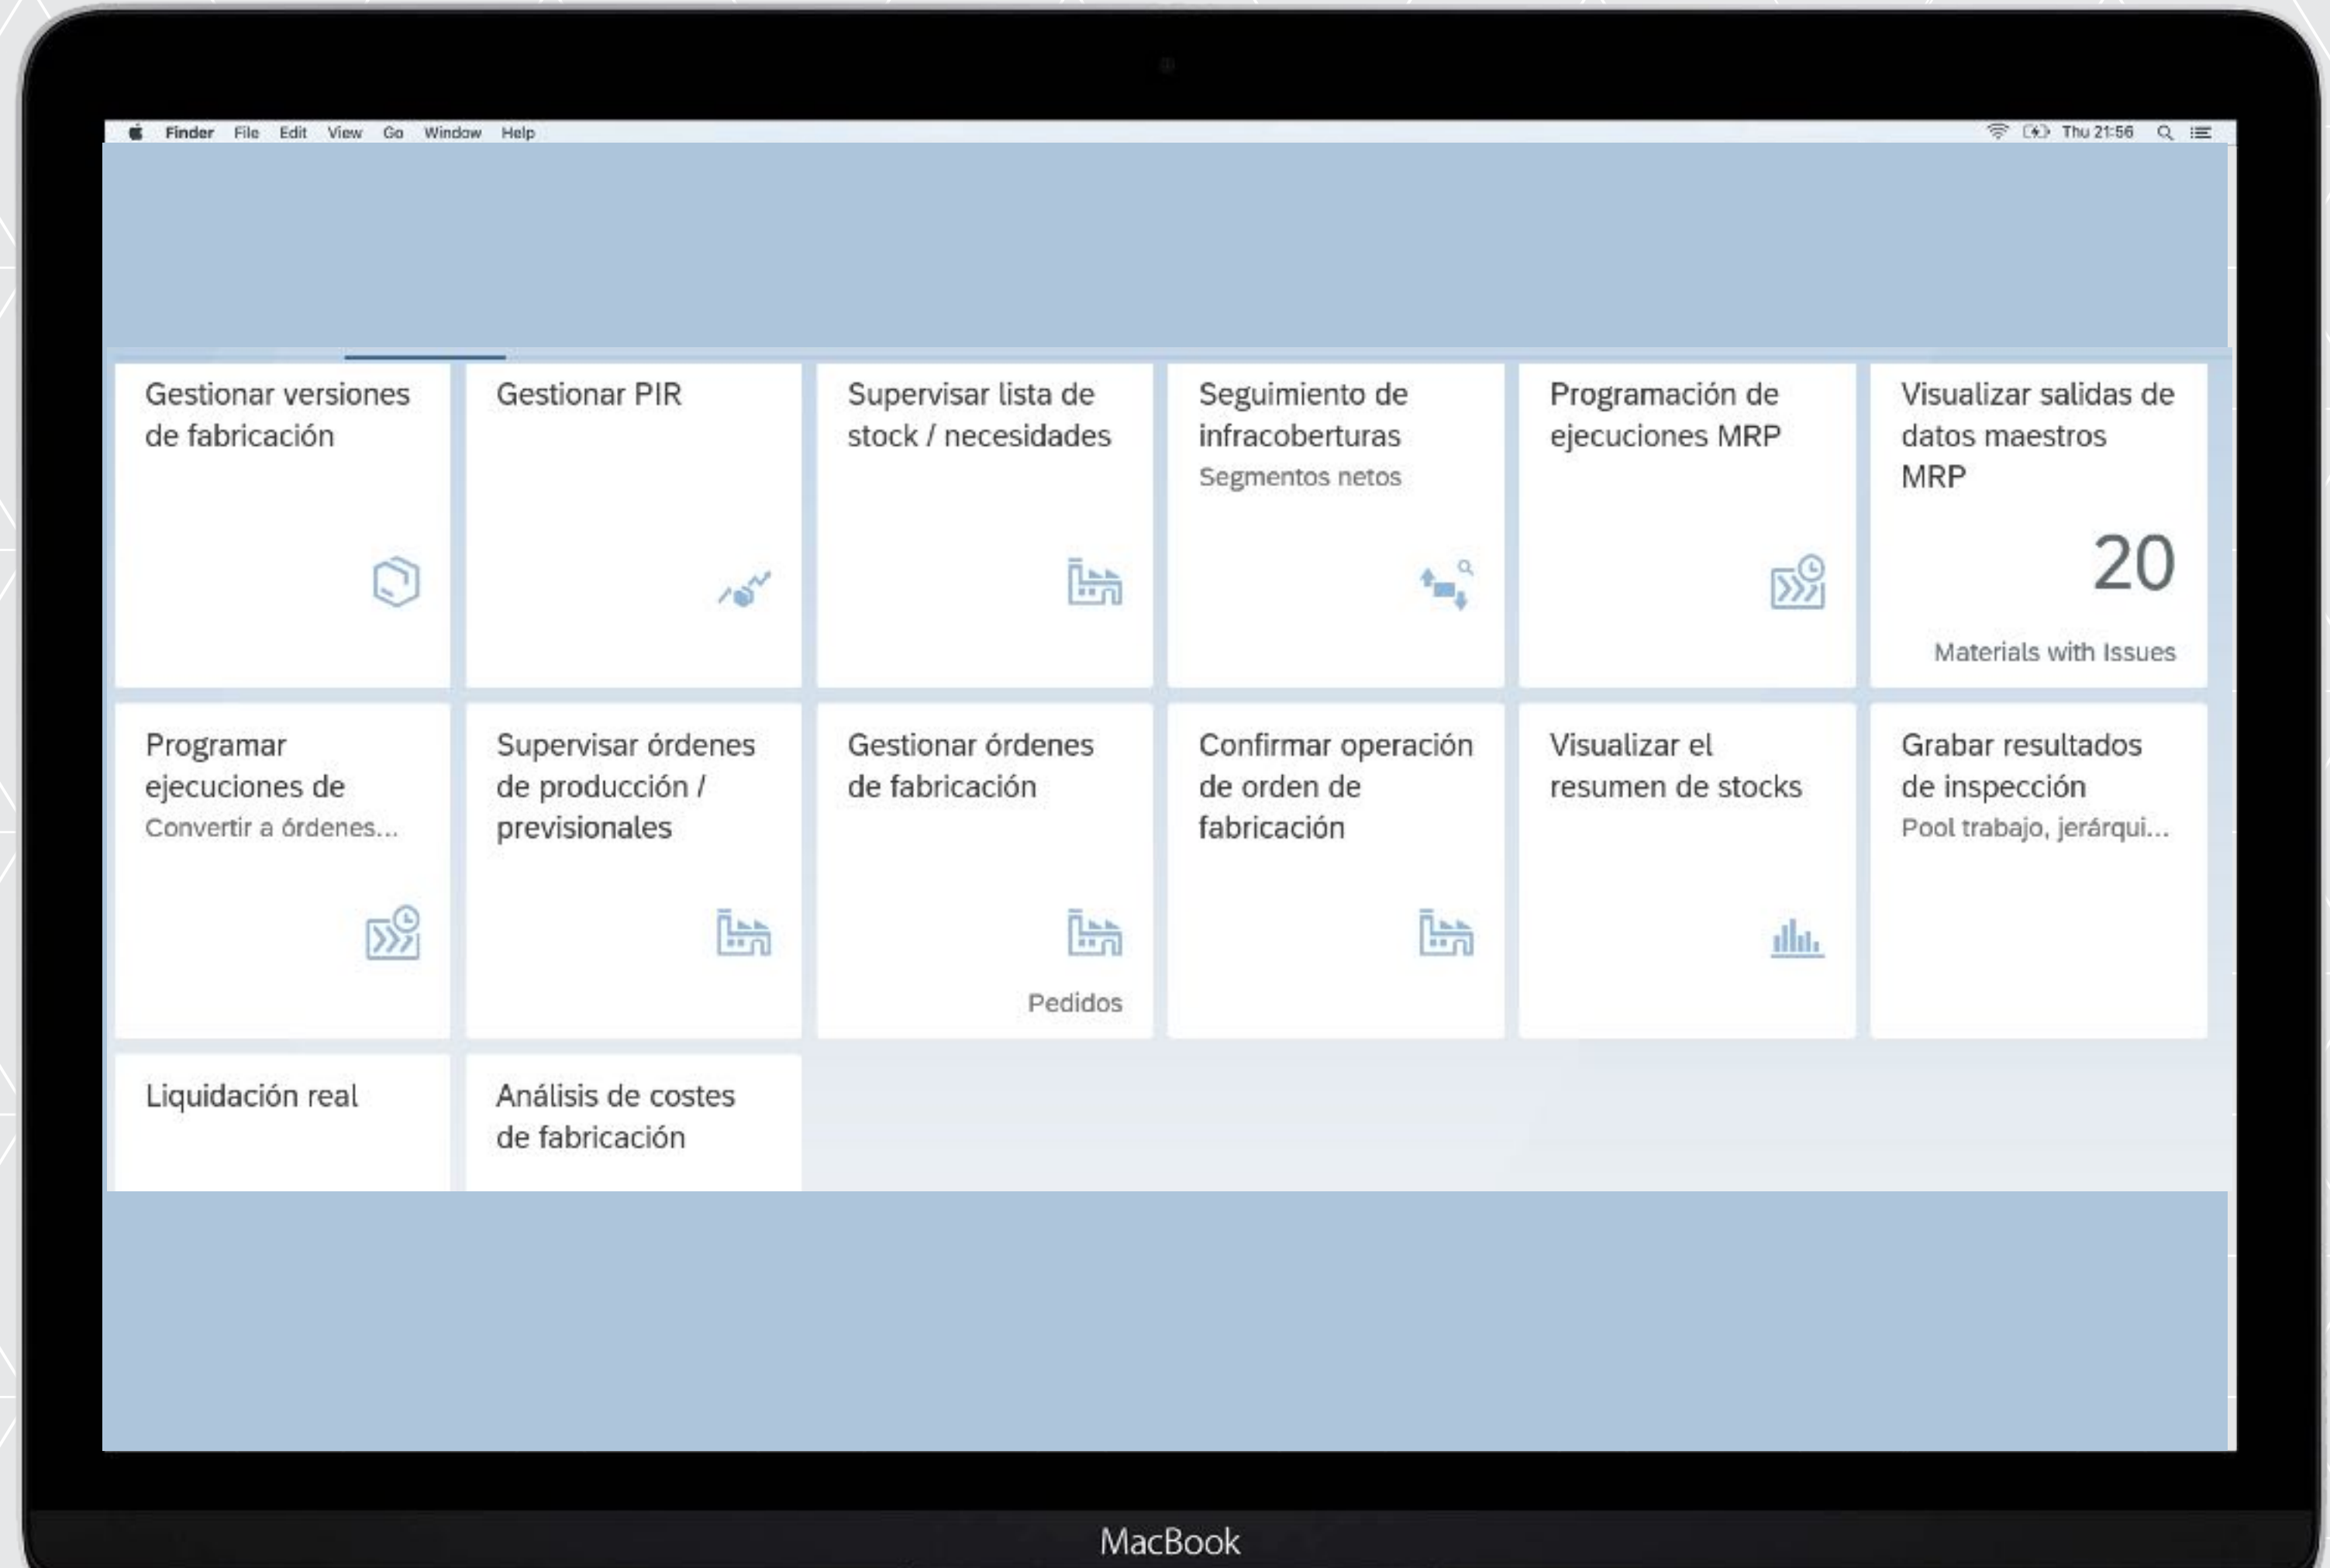 Finder File Edit View Go Window Help
Thu 21:56
Gestionar versiones
de fabricación
Gestionar PIR
Supervisar lista de
stock / necesidades
Seguimiento de
infracoberturas
Segmentos netos
Programación de
ejecuciones MRP
Visualizar salidas de
datos maestros
MRP
20
Materials with Issues
Programar
ejecuciones de
Convertir a órdenes...
Supervisar órdenes
de producción /
previsionales
Gestionar órdenes
de fabricación
Pedidos
Confirmar operación
de orden de
fabricación
Visualizar el
resumen de stocks
Grabar resultados
de inspección
Pool trabajo, jerárqui...
Liquidación real
Análisis de costes
de fabricación
MacBook